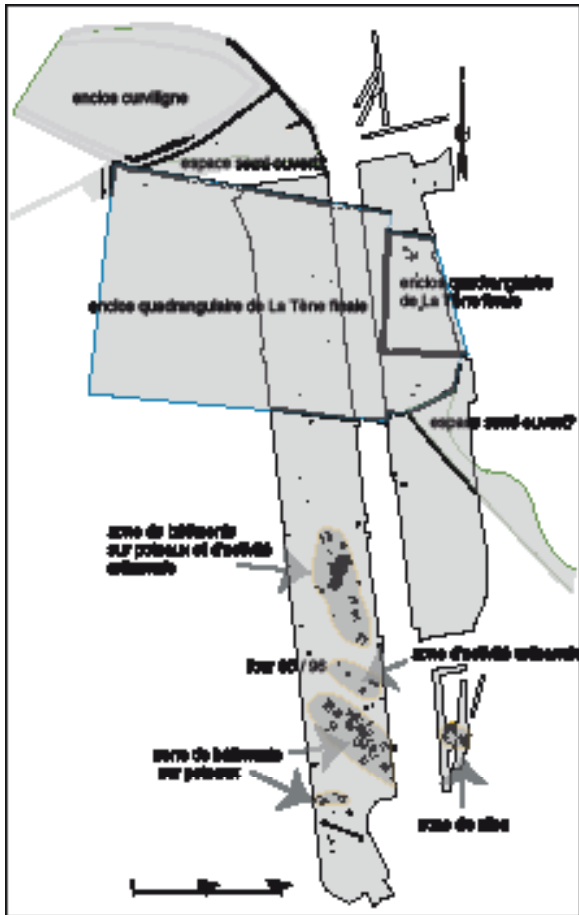 enclos curviligne
espace semi-ouvert?
enclos quadrangulaire
de La Tène finale
enclos quadrangulaire de La Tène finale
espace semi-ouvert?
zone de bâtiments
sur poteaux et d'activité
artisanale
zone d'activité artisanale
four
zone de bâtiments
sur poteaux
zone de silos